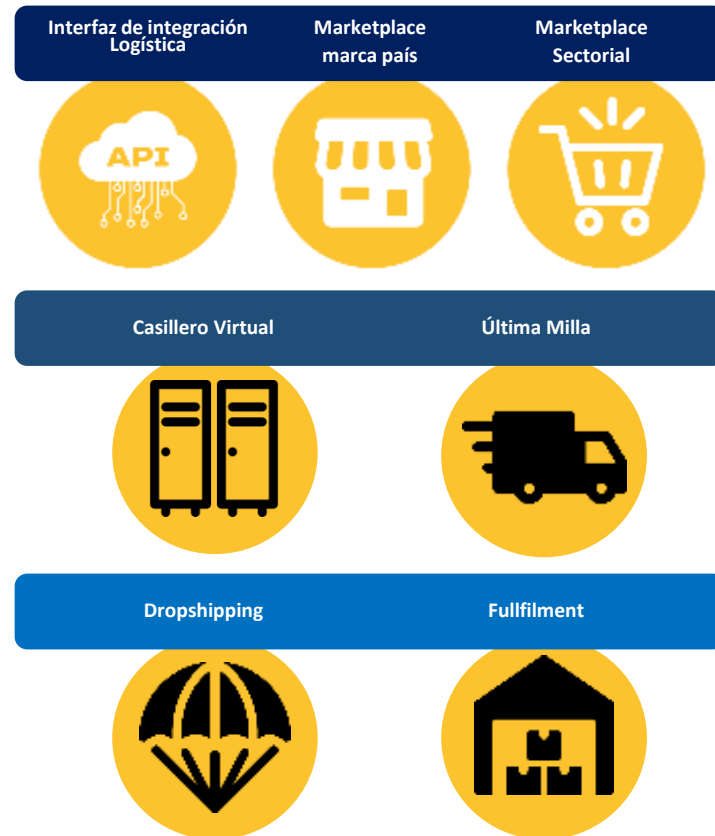 Interfaz de integración
Logística
Marketplace
marca país
Marketplace
Sectorial
API
Casillero Virtual
Última Milla
Dropshipping
Fullfilment